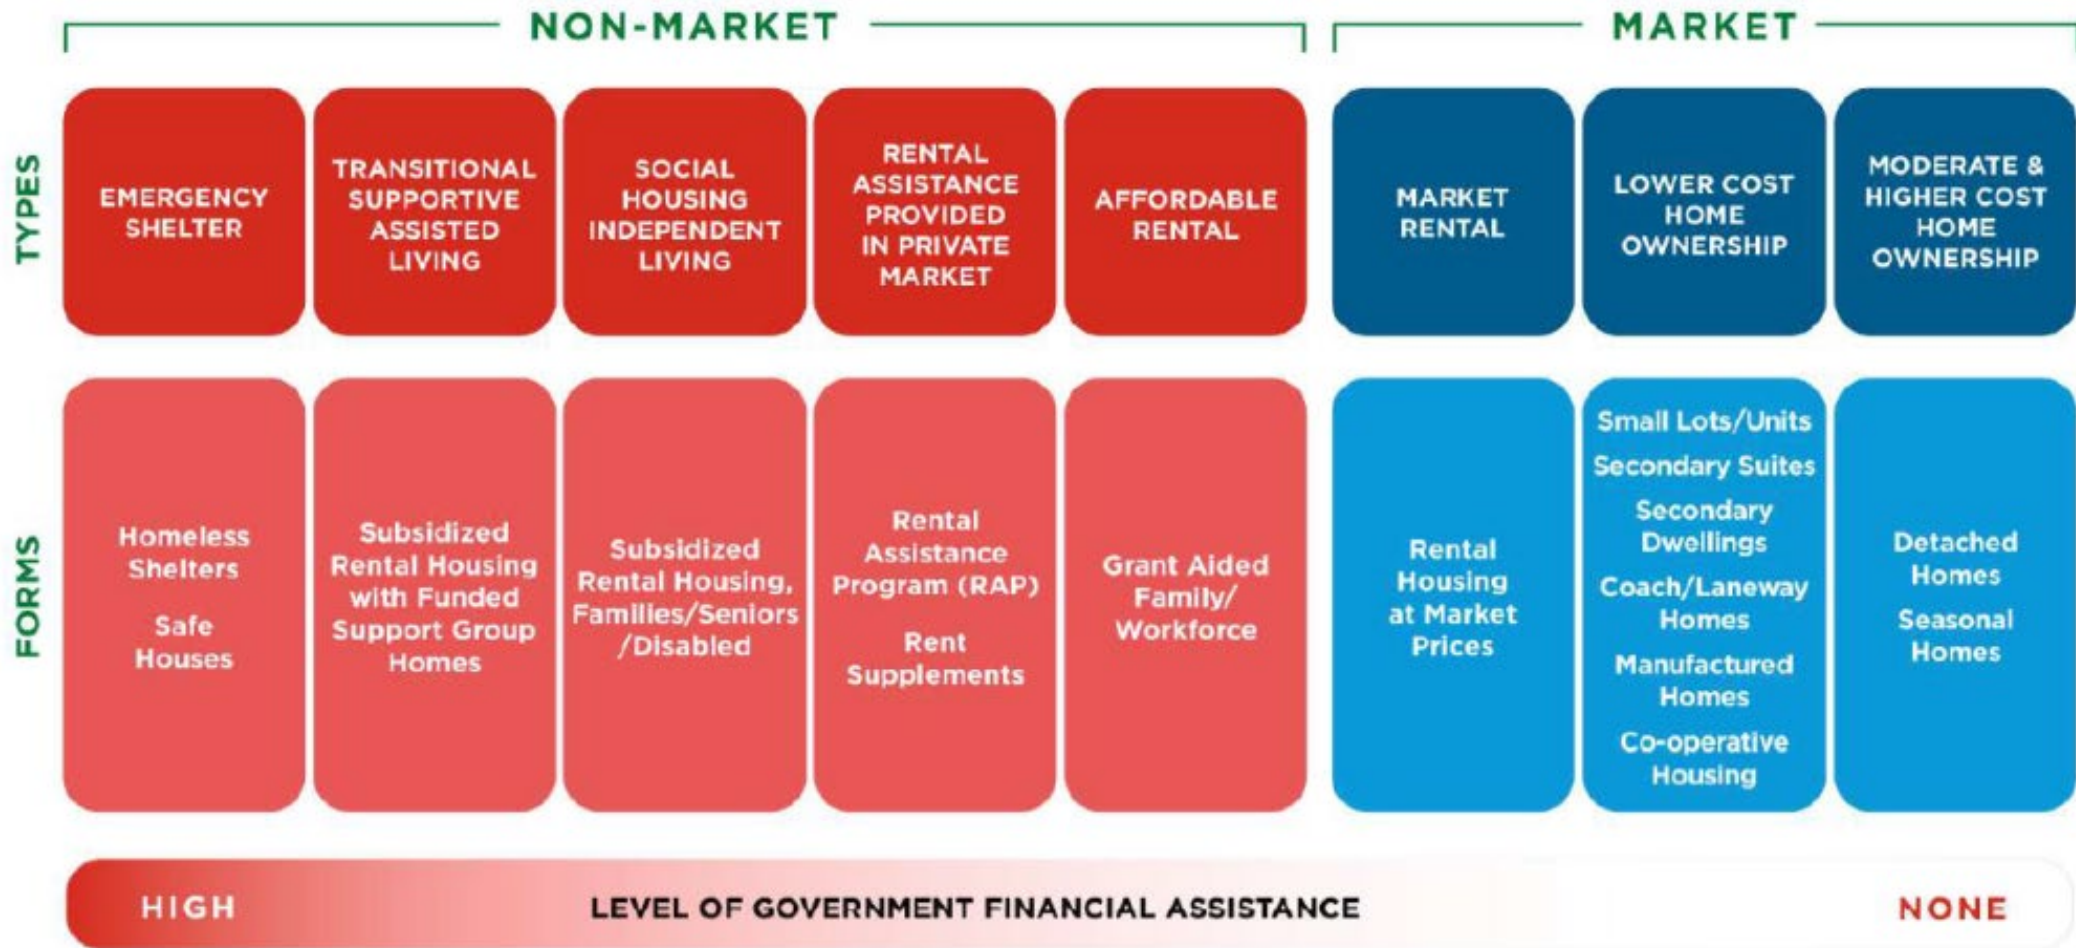 NON-MARKET
MARKET
TYPES
EMERGENCY
SHELTER
TRANSITIONAL
SUPPORTIVE
ASSISTED
LIVING
SOCIAL
HOUSING
INDEPENDENT
LIVING
RENTAL
ASSISTANCE
PROVIDED
IN PRIVATE
MARKET
AFFORDABLE
RENTAL
MARKET
RENTAL
LOWER COST
HOME
OWNERSHIP
MODERATE &
HIGHER COST
HOME
OWNERSHIP
FORMS
Homeless
Shelters
Safe
Houses
Subsidized
Rental Housing
with Funded
Support Group
Homes
Subsidized
Rental Housing,
Families/Seniors
/Disabled
Rental
Assistance
Program (RAP)
Rent
Supplements
Grant Aided
Family/
Workforce
Rental
Housing
at Market
Prices
Small Lots/Units
Secondary Suites
Secondary
Dwellings
Coach/Laneway
Homes
Manufactured
Homes
Co-operative
Housing
Detached
Homes
Seasonal
Homes
HIGH
LEVEL OF GOVERNMENT FINANCIAL ASSISTANCE
NONE